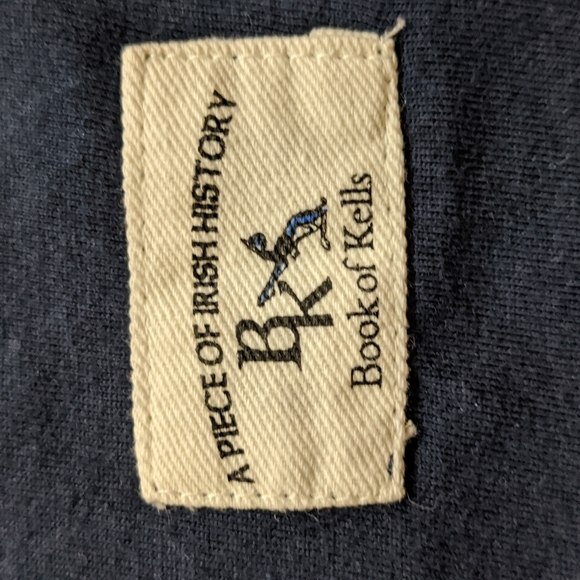 A PIECE OF IRISH HISTORY
BK
Book of Kells